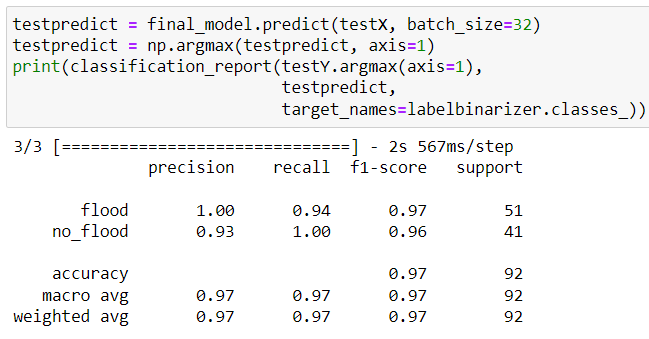 testpredict = final_model.predict(testX, batch_size=32)
testpredict = np.argmax(testpredict, axis=1)
print(classification_report(testY.argmax(axis=1),
                            testpredict,
                            target_names=labelbinarizer.classes_))
3/3 [==============================] - 2s 567ms/step
              precision    recall  f1-score   support
       flood       1.00      0.94      0.97        51
    no_flood       0.93      1.00      0.96        41
    accuracy                           0.97        92
   macro avg       0.97      0.97      0.97        92
weighted avg       0.97      0.97      0.97        92